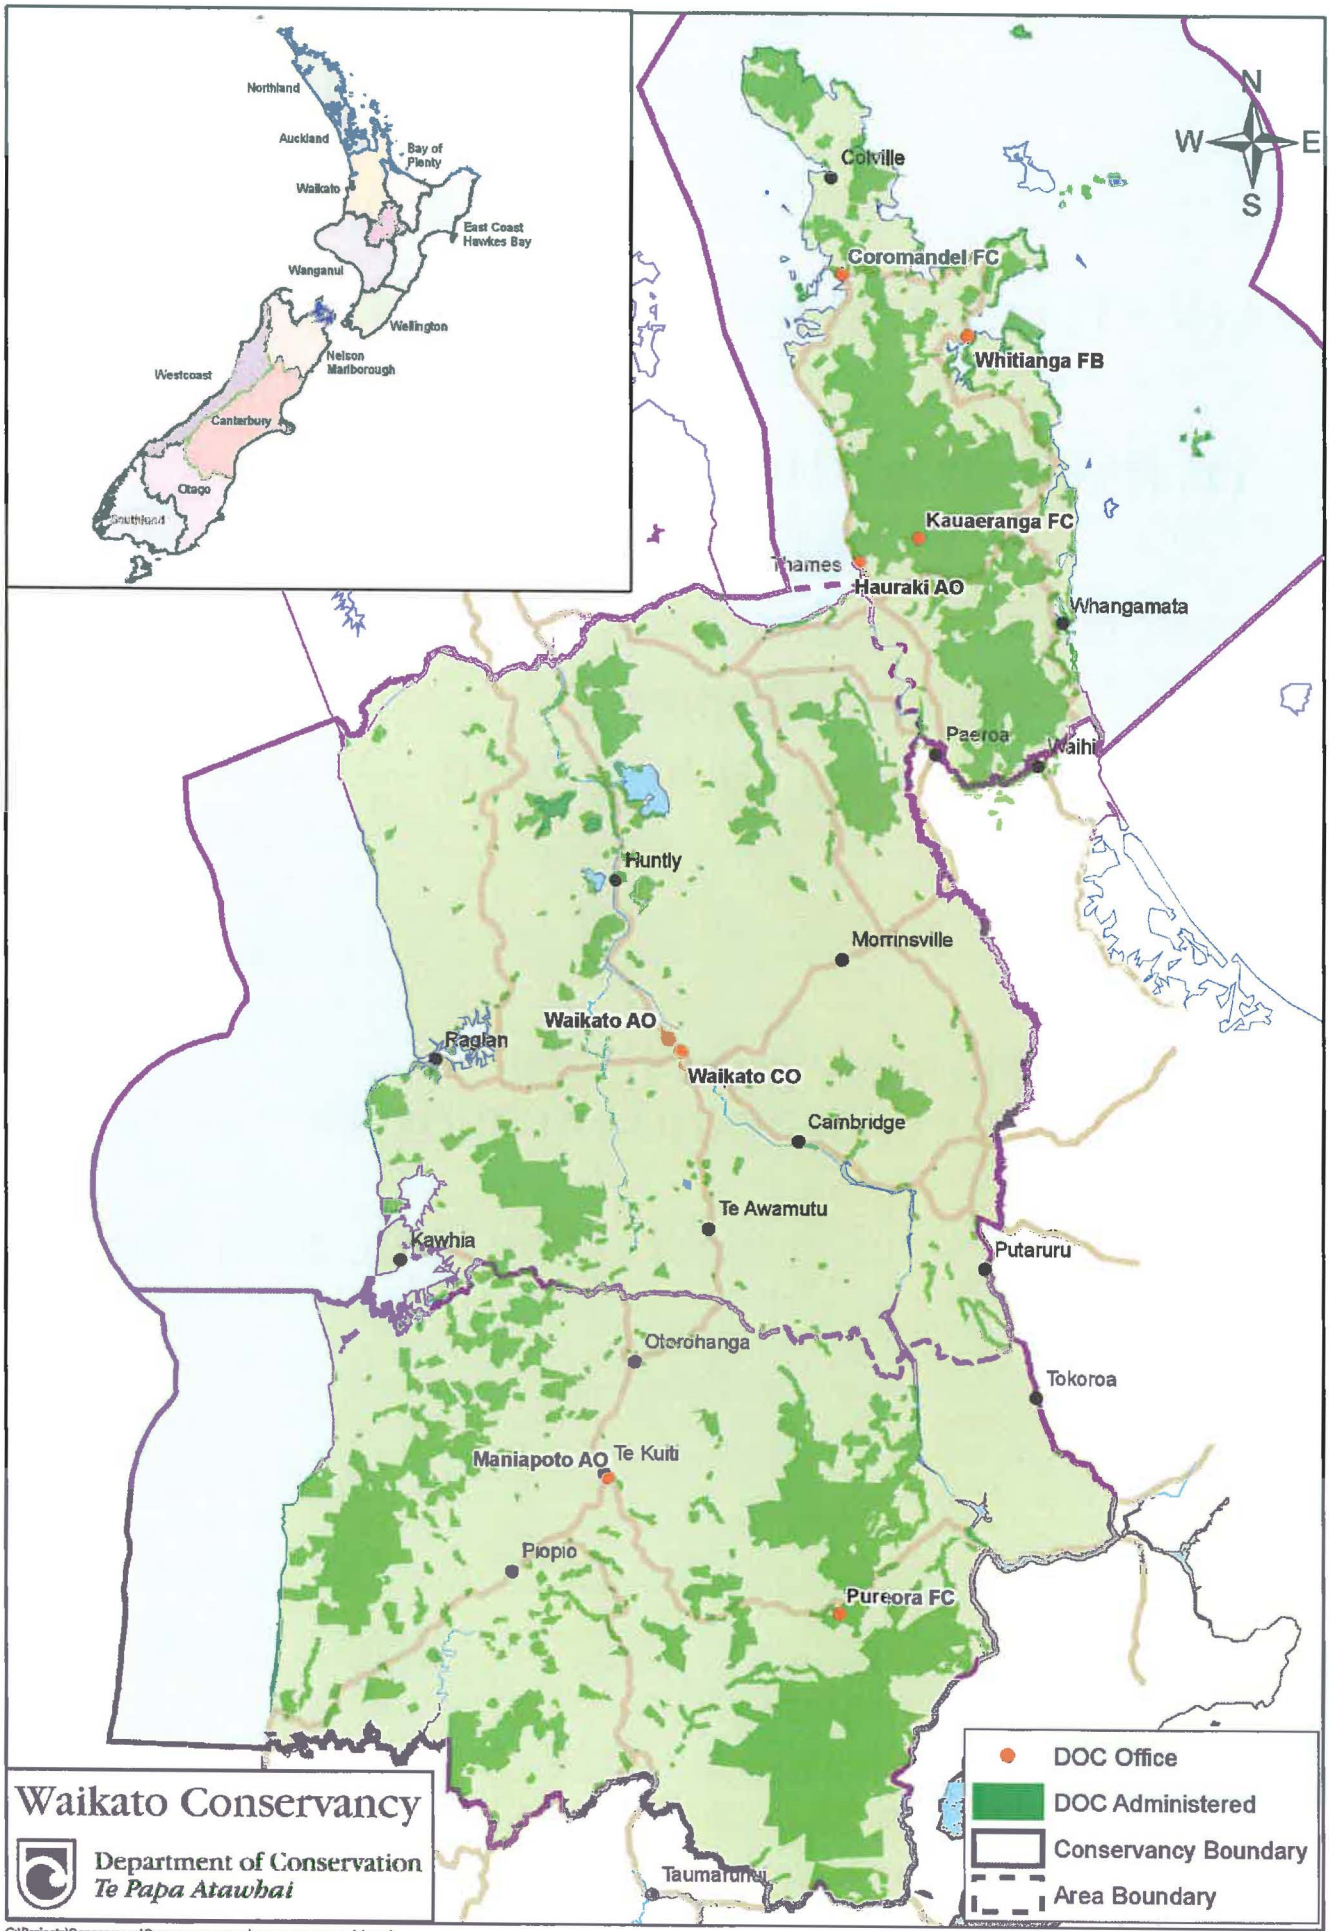 Northland
Auckland
Bay of
Plenty
Waikato
East Coast
Hawkes Bay
Wanganui
Wellington
Nelson
Marlborough
Westcoast
Canterbury
Otago
Southland
N
W E
S
Colville
Coromandel FC
Whitianga FB
Kauaeranga FC
Thames
Hauraki AO
Whangamata
Paeroa
Waihi
Huntly
Morrinsville
Waikato AO
Raglan
Waikato CO
Cambridge
Te Awamutu
Kawhia
Putaruru
Otorohanga
Tokoroa
Maniapoto AO
Te Kuiti
Piopio
Pureora FC
Taumarunui
DOC Office
DOC Administered
Conservancy Boundary
Area Boundary
Waikato Conservancy
Department of Conservation
Te Papa Atawhai